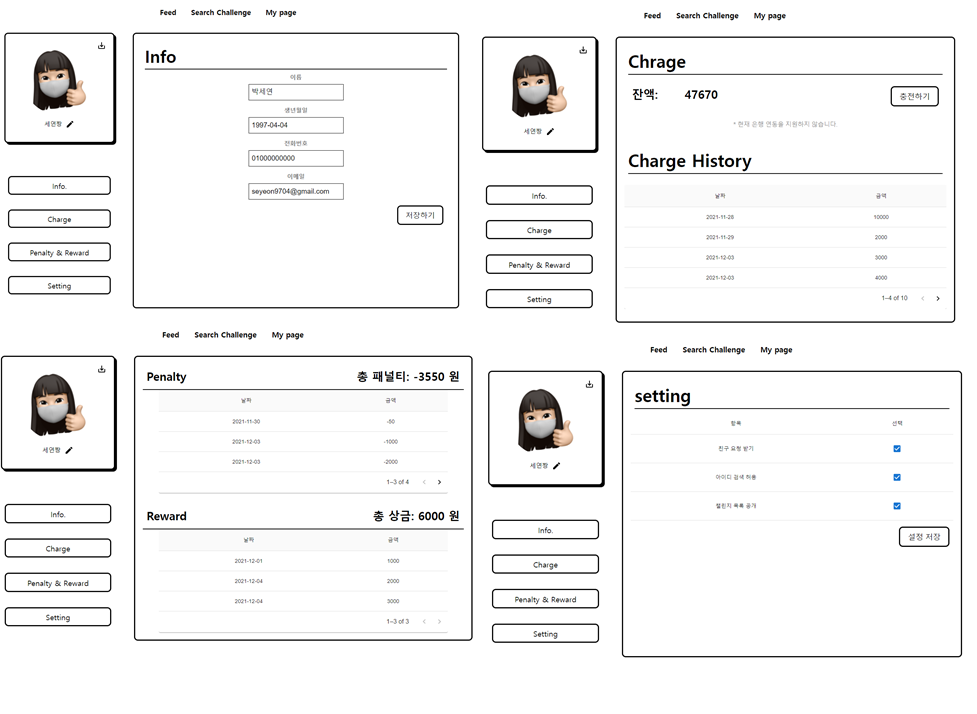 Feed Search Challenge My page
세연짱
Info.
Charge
Penalty & Reward
Setting
Info
이름
박세연
생년월일
1997-04-04
전화번호
01000000000
이메일
seyeon9704@gmail.com
저장하기
Feed Search Challenge My page
세연짱
Info.
Charge
Penalty & Reward
Setting
Chrage
잔액: 47670
충전하기
* 현재 은행 연동을 지원하지 않습니다.
Charge History
날짜 금액
2021-11-28 10000
2021-11-29 2000
2021-12-03 3000
2021-12-03 4000
1–4 of 10
Feed Search Challenge My page
세연짱
Info.
Charge
Penalty & Reward
Setting
Penalty 총 패널티: -3550 원
날짜 금액
2021-11-30 -50
2021-12-03 -1000
2021-12-03 -2000
1–3 of 4
Reward 총 상금: 6000 원
날짜 금액
2021-12-01 1000
2021-12-04 2000
2021-12-04 3000
1–3 of 3
Feed Search Challenge My page
세연짱
Info.
Charge
Penalty & Reward
Setting
setting
항목 선택
친구 요청 받기
아이디 검색 허용
챌린지 목록 공개
설정 저장